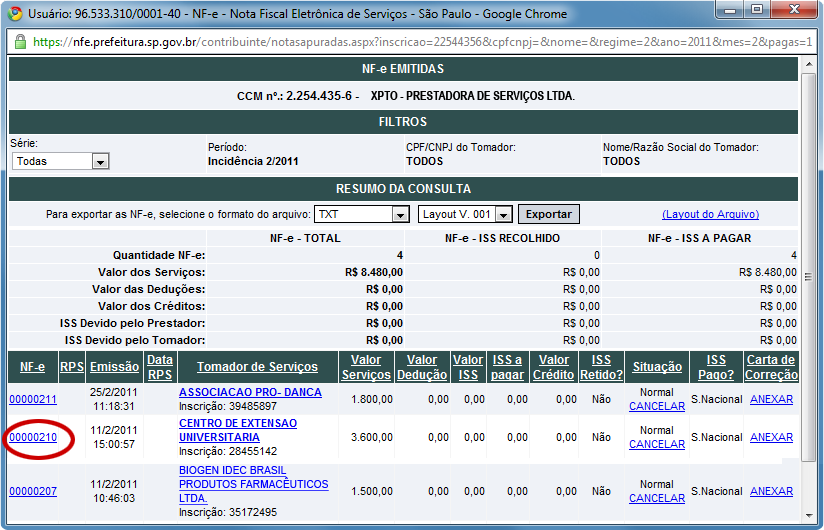 Usuário: 96.533.310/0001-40 - NF-e - Nota Fiscal Eletrônica de Serviços - São Paulo - Google Chrome
https://nfe.prefeitura.sp.gov.br/contribuinte/notasapuradas.aspx?inscricao=22544356&cpfcnpj=&nome=&regime=2&ano=2011&mes=2&pagas=1
NF-e EMITIDAS
CCM nº.: 2.254.435-6 - XPTO - PRESTADORA DE SERVIÇOS LTDA.
FILTROS
Série: Período: CPF/CNPJ do Tomador: Nome/Razão Social do Tomador:
Todas Incidência 2/2011 TODOS TODOS
RESUMO DA CONSULTA
Para exportar as NF-e, selecione o formato do arquivo: TXT Layout V. 001 Exportar (Layout do Arquivo)
NF-e - TOTAL NF-e - ISS RECOLHIDO NF-e - ISS A PAGAR
Quantidade NF-e: 4 0 4
Valor dos Serviços: R$ 8.480,00 R$ 0,00 R$ 8.480,00
Valor das Deduções: R$ 0,00 R$ 0,00 R$ 0,00
Valor dos Créditos: R$ 0,00 R$ 0,00 R$ 0,00
ISS Devido pelo Prestador: R$ 0,00 R$ 0,00 R$ 0,00
ISS Devido pelo Tomador: R$ 0,00 R$ 0,00 R$ 0,00
NF-e RPS Emissão Data RPS Tomador de Serviços Valor Serviços Valor Dedução Valor ISS ISS a pagar Valor Crédito ISS Retido? Situação ISS Pago? Carta de Correção
00000211 25/2/2011 11:18:31 ASSOCIACAO PRO- DANCA Inscrição: 39485897 1.800,00 0,00 0,00 0,00 0,00 Não Normal CANCELAR S.Nacional ANEXAR
00000210 11/2/2011 15:00:57 CENTRO DE EXTENSAO UNIVERSITARIA Inscrição: 28455142 3.600,00 0,00 0,00 0,00 0,00 Não Normal CANCELAR S.Nacional ANEXAR
00000207 11/2/2011 10:46:03 BIOGEN IDEC BRASIL PRODUTOS FARMACÊUTICOS LTDA. Inscrição: 35172495 1.500,00 0,00 0,00 0,00 0,00 Não Normal CANCELAR S.Nacional ANEXAR